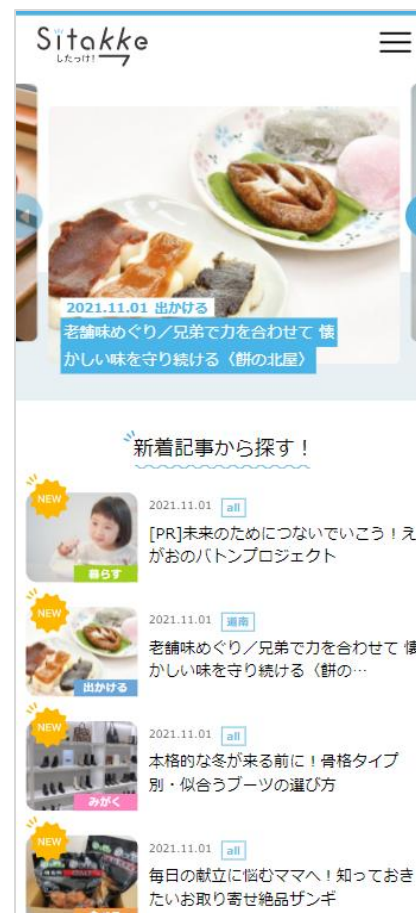 Sitakke
したっけ!
2021.11.01 出かける
老舗味めぐり／兄弟で力を合わせて 懐
かしい味を守り続ける〈餅の北屋〉
新着記事から探す！
NEW
2021.11.01 all
[PR]未来のためにつないでいこう！え
がおのバトンプロジェクト
暮らす
NEW
2021.11.01 道南
老舗味めぐり／兄弟で力を合わせて 懐
かしい味を守り続ける〈餅の…
出かける
NEW
2021.11.01 all
本格的な冬が来る前に！骨格タイプ
別・似合うブーツの選び方
みがく
NEW
2021.11.01 all
毎日の献立に悩むママへ！知っておき
たいお取り寄せ絶品ザンギ